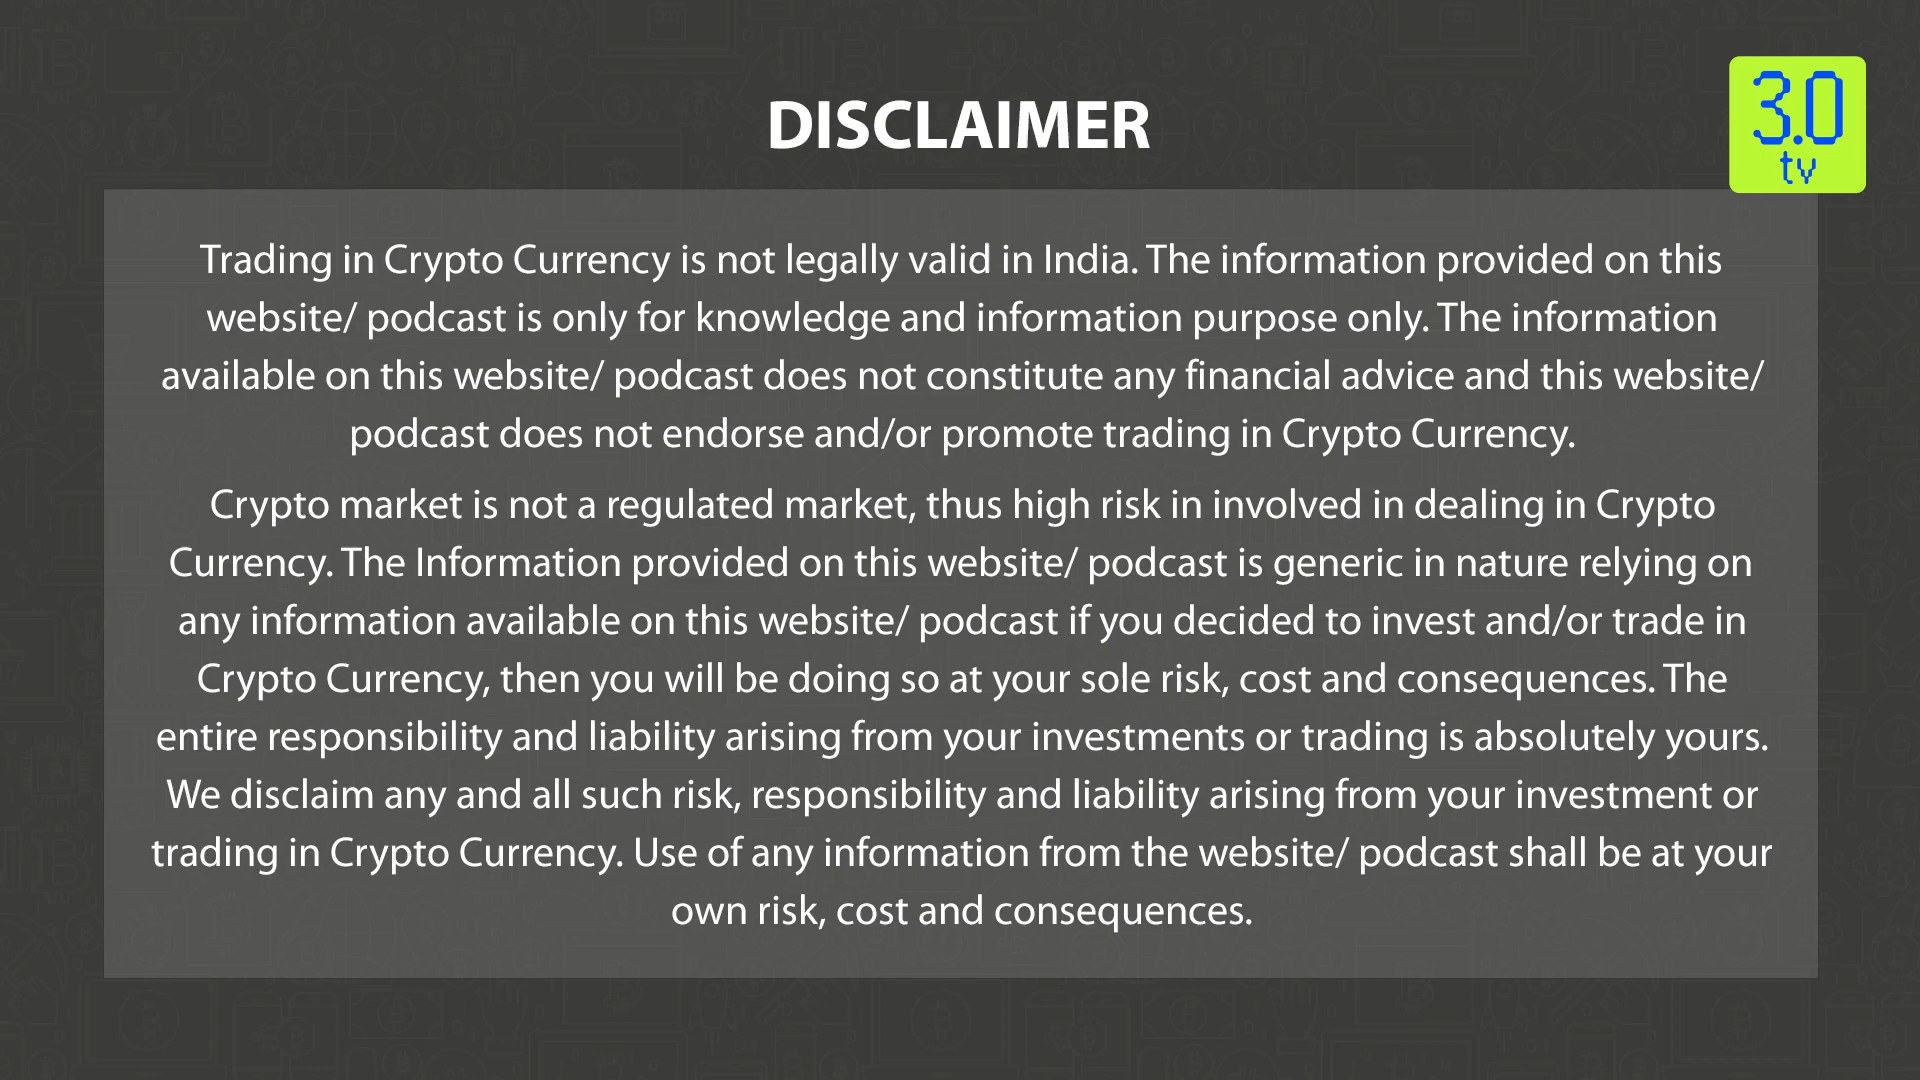 3.0
tv
DISCLAIMER
Trading in Crypto Currency is not legally valid in India. The information provided on this
website/ podcast is only for knowledge and information purpose only. The information
available on this website/ podcast does not constitute any financial advice and this website/
podcast does not endorse and/or promote trading in Crypto Currency.
Crypto market is not a regulated market, thus high risk in involved in dealing in Crypto
Currency. The Information provided on this website/ podcast is generic in nature relying on
any information available on this website/ podcast if you decided to invest and/or trade in
Crypto Currency, then you will be doing so at your sole risk, cost and consequences. The
entire responsibility and liability arising from your investments or trading is absolutely yours.
We disclaim any and all such risk, responsibility and liability arising from your investment or
trading in Crypto Currency. Use of any information from the website/ podcast shall be at your
own risk, cost and consequences.